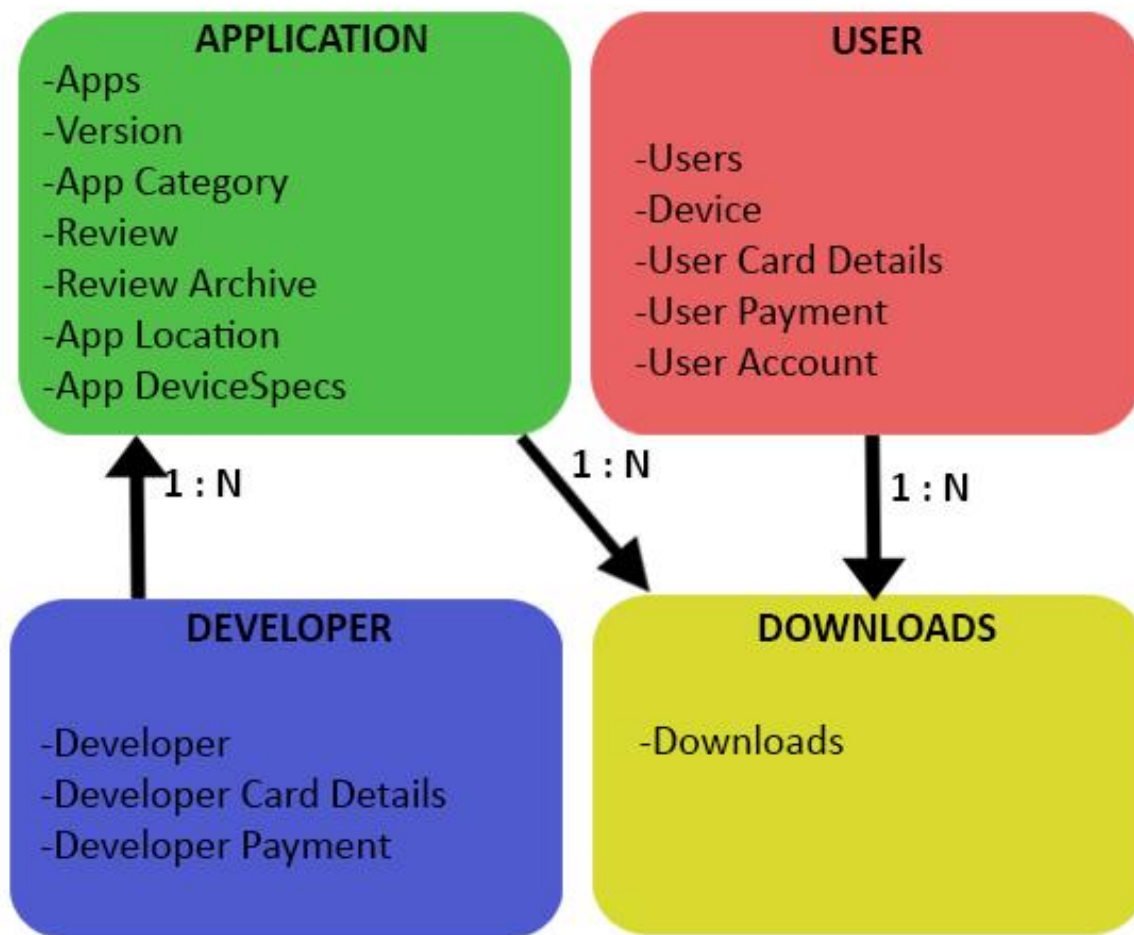 APPLICATION
-Apps
-Version
-App Category
-Review
-Review Archive
-App Location
-App DeviceSpecs
USER
-Users
-Device
-User Card Details
-User Payment
-User Account
1 : N
1 : N
1 : N
DEVELOPER
-Developer
-Developer Card Details
-Developer Payment
DOWNLOADS
-Downloads